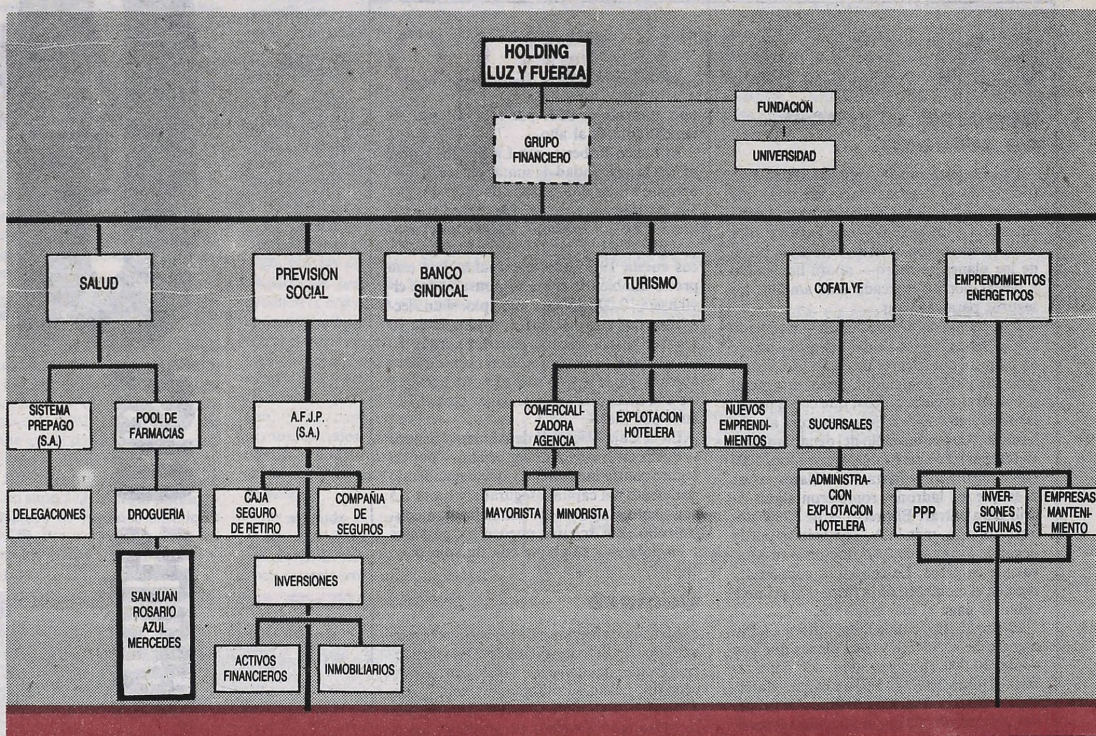 HOLDING
LUZ Y FUERZA
FUNDACIÓN
GRUPO
FINANCIERO
UNIVERSIDAD
SALUD
PREVISION
SOCIAL
BANCO
SINDICAL
TURISMO
COFATLYF
EMPRENDIMIENTOS
ENERGÉTICOS
SISTEMA
PREPAGO
(S.A.)
POOL DE
FARMACIAS
A.F.J.P.
(S.A.)
COMERCIALI-
ZADORA
AGENCIA
EXPLOTACION
HOTELERA
NUEVOS
EMPRENDI-
MIENTOS
SUCURSALES
DELEGACIONES
DROGUERIA
CAJA
SEGURO
DE RETIRO
COMPAÑIA
DE
SEGUROS
MAYORISTA
MINORISTA
ADMINISTRA-
CION
EXPLOTACION
HOTELERA
PPP
INVER-
SIONES
GENUINAS
EMPRESAS
MANTENI-
MIENTO
SAN JUAN
ROSARIO
AZUL
MERCEDES
INVERSIONES
ACTIVOS
FINANCIEROS
INMOBILIARIOS